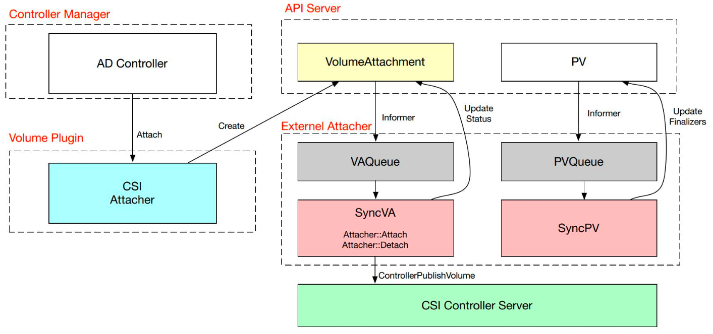 Controller Manager
AD Controller
Attach
Volume Plugin
CSI
Attacher
Create
API Server
VolumeAttachment
PV
Informer
Update
Status
Informer
Update
Finalizers
Externel Attacher
VAQueue
PVQueue
SyncVA
Attacher::Attach
Attacher::Detach
SyncPV
ControllerPublishVolume
CSI Controller Server